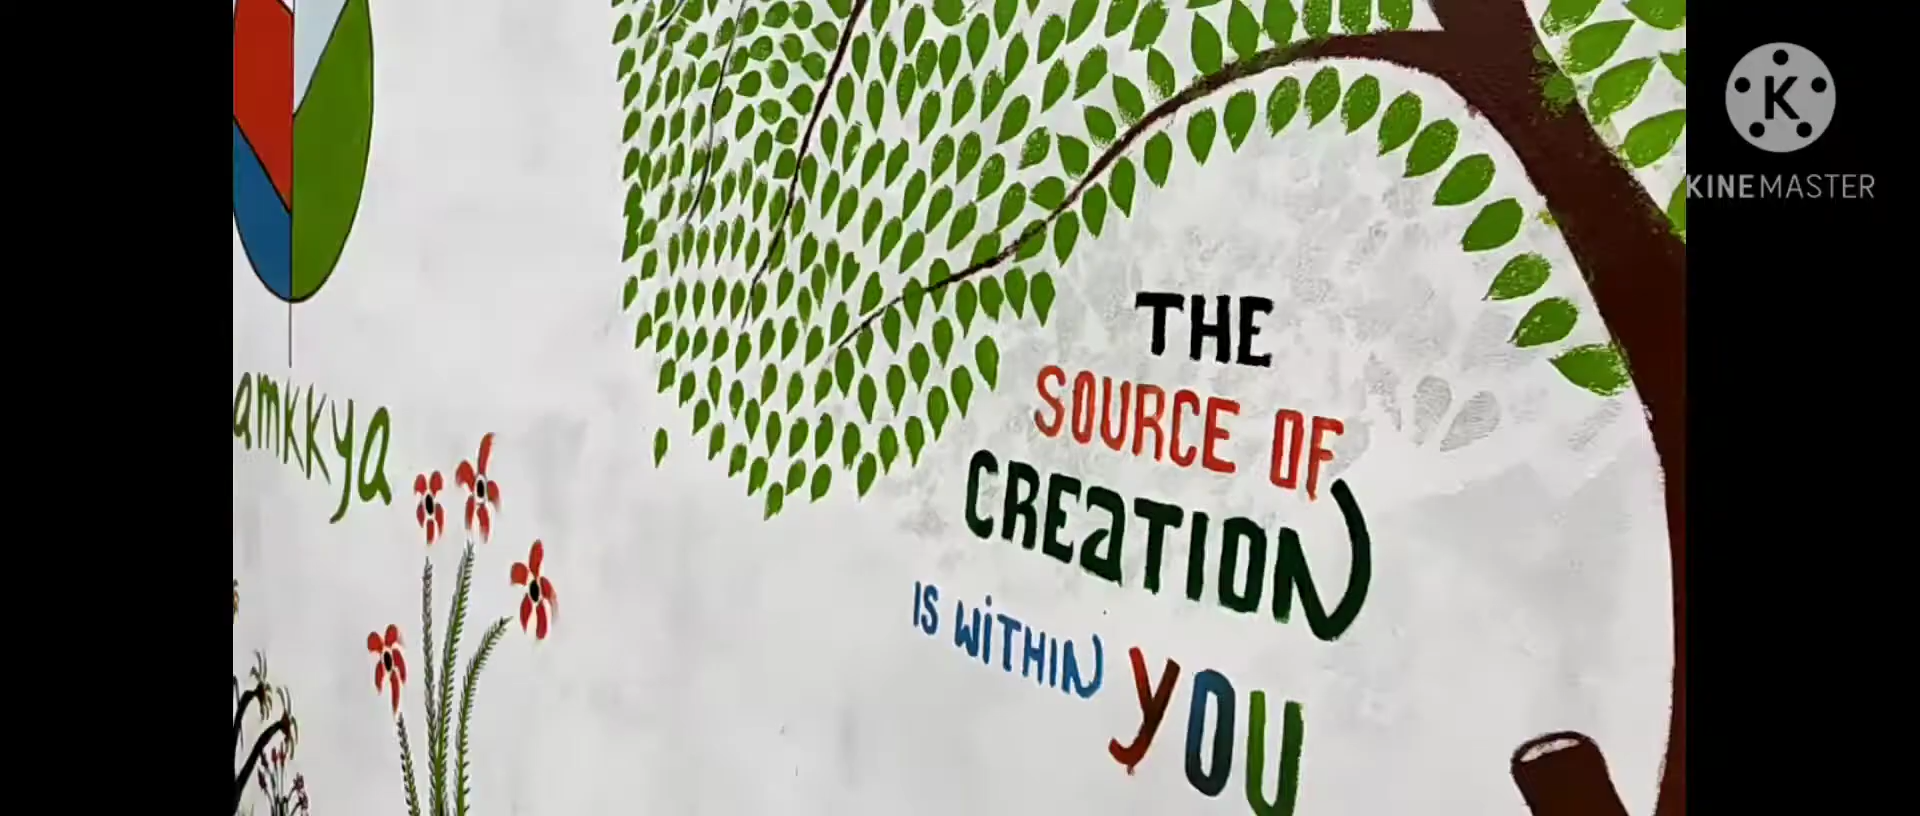 THE
SOURCE OF
CREATION
IS WITHIN YOU
amkkya
K
KINEMASTER